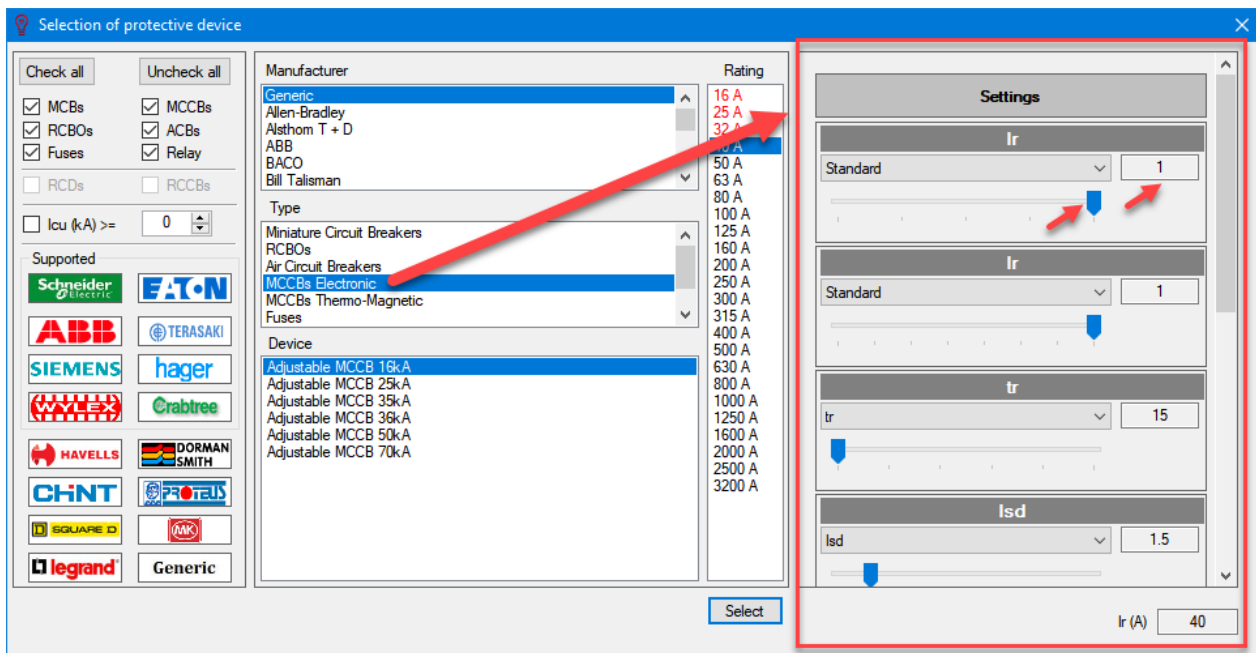 Selection of protective device
Check all
Uncheck all
MCBs
MCCBs
RCBOs
ACBs
Fuses
Relay
RCDs
RCCBs
Icu (kA) >=
0
Supported
Schneider
Electric
EATON
ABB
TERASAKI
SIEMENS
hager
WYLEX
Crabtree
HAVELLS
DORMAN
SMITH
CHINT
PROTEUS
SQUARE D
MK
legrand
Generic
Manufacturer
Generic
Allen-Bradley
Alsthom T + D
ABB
BACO
Bill Talisman
Type
Miniature Circuit Breakers
RCBOs
Air Circuit Breakers
MCCBs Electronic
MCCBs Thermo-Magnetic
Fuses
Device
Adjustable MCCB 16kA
Adjustable MCCB 25kA
Adjustable MCCB 35kA
Adjustable MCCB 36kA
Adjustable MCCB 50kA
Adjustable MCCB 70kA
Rating
16 A
25 A
32 A
A
50 A
63 A
80 A
100 A
125 A
160 A
200 A
250 A
300 A
315 A
400 A
500 A
630 A
800 A
1000 A
1250 A
1600 A
2000 A
2500 A
3200 A
Select
Settings
Ir
Standard
1
Ir
Standard
1
tr
tr
15
Isd
Isd
1.5
Ir (A)
40